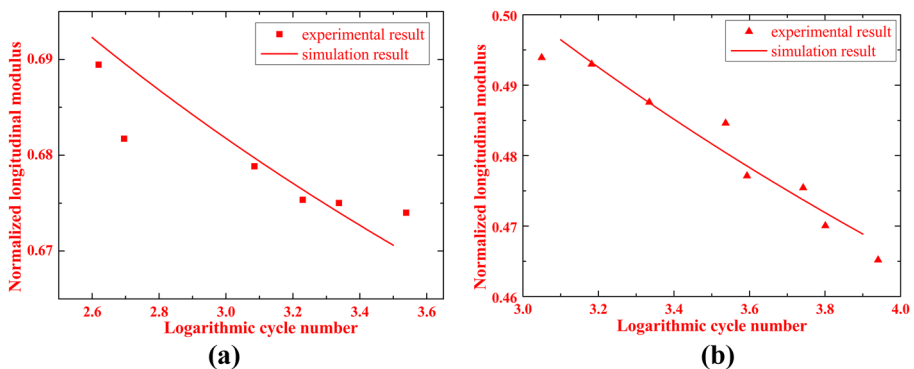 experimental result
simulation result
Normalized longitudinal modulus
0.69
0.68
0.67
2.6 2.8 3.0 3.2 3.4 3.6
Logarithmic cycle number
(a)
experimental result
simulation result
Normalized longitudinal modulus
0.50
0.49
0.48
0.47
0.46
3.0 3.2 3.4 3.6 3.8 4.0
Logarithmic cycle number
(b)